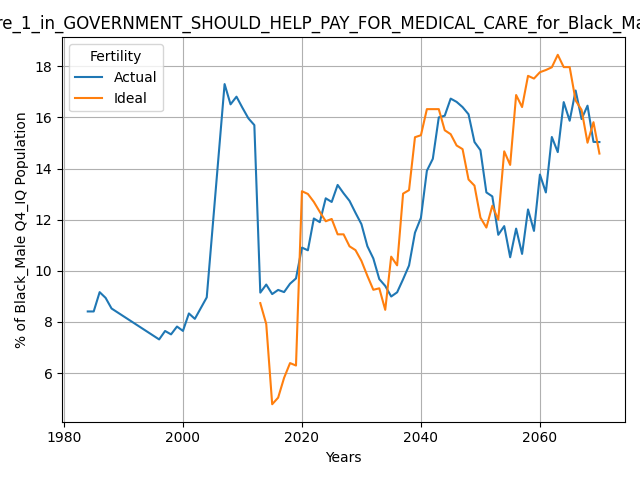 re_1_in_GOVERNMENT_SHOULD_HELP_PAY_FOR_MEDICAL_CARE_for_Black_Ma
Fertility
Actual
Ideal
% of Black_Male Q4_IQ Population
18
16
14
12
10
8
6
1980
2000
2020
2040
2060
Years